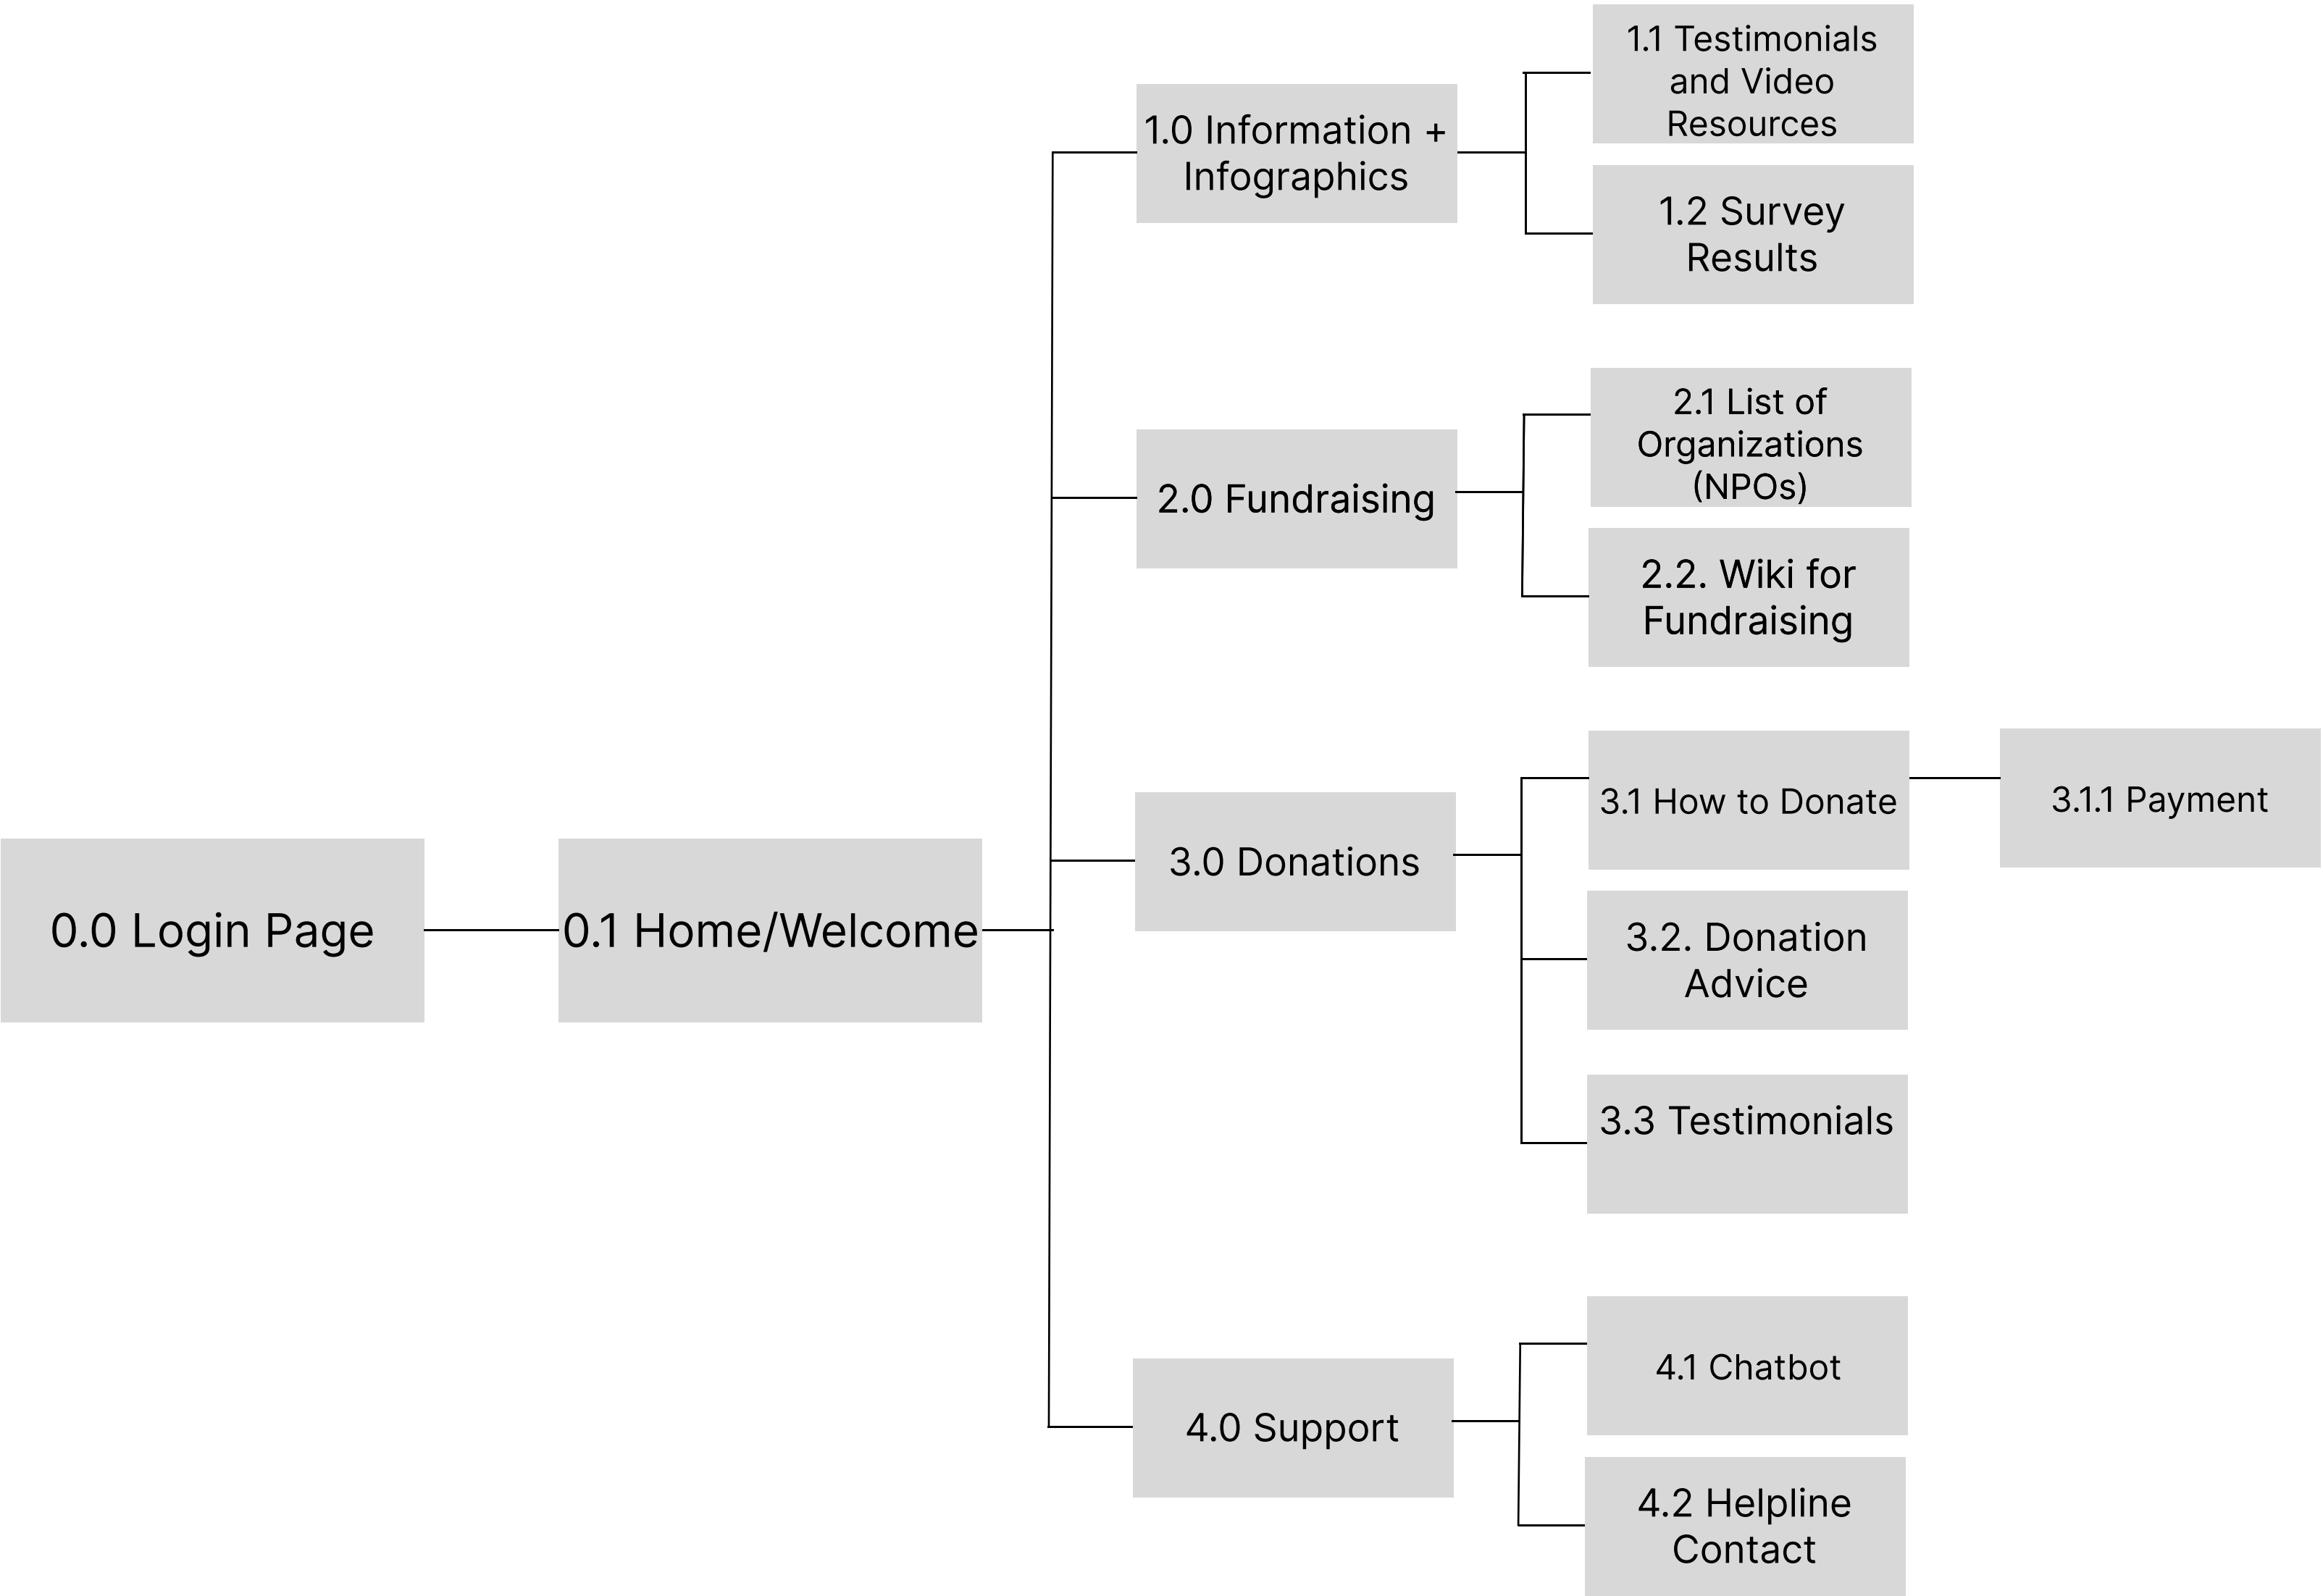 0.0 Login Page
0.1 Home/Welcome
1.0 Information +
Infographics
1.1 Testimonials
and Video
Resources
1.2 Survey
Results
2.0 Fundraising
2.1 List of
Organizations
(NPOs)
2.2. Wiki for
Fundraising
3.0 Donations
3.1 How to Donate
3.1.1 Payment
3.2. Donation
Advice
3.3 Testimonials
4.0 Support
4.1 Chatbot
4.2 Helpline
Contact